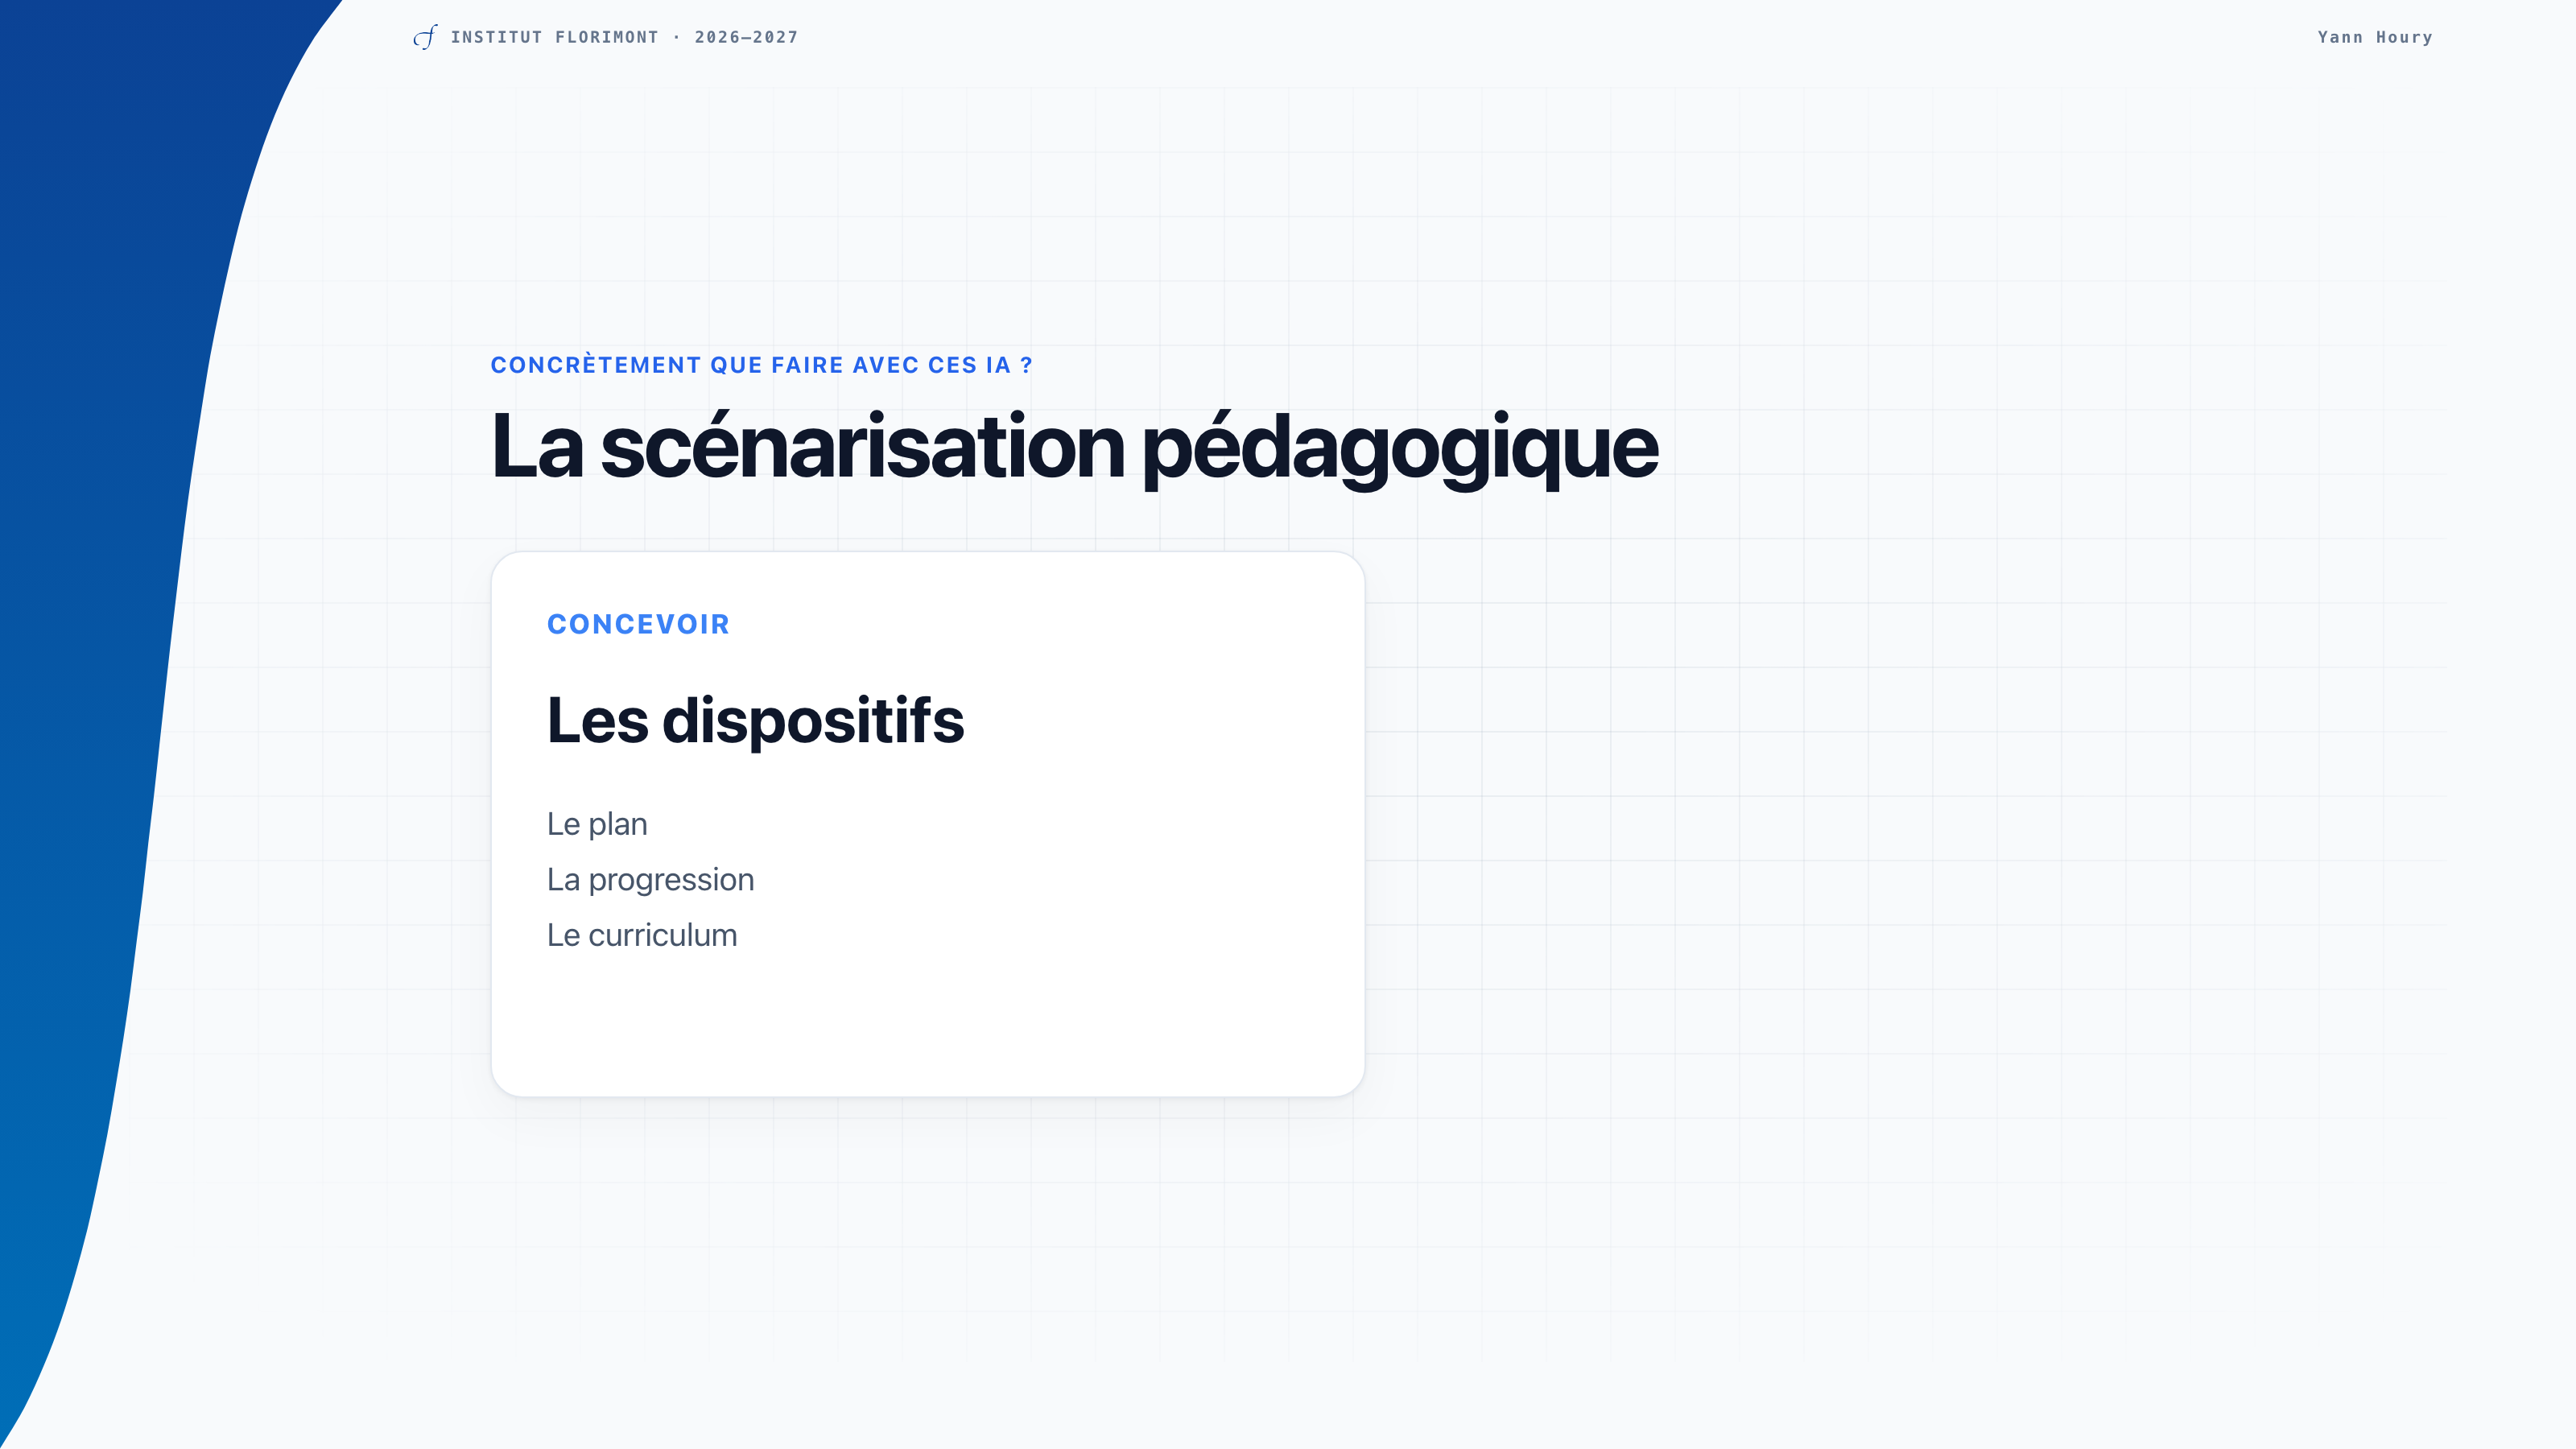 INSTITUT FLORIMONT · 2026–2027
Yann Houry
CONCRÈTEMENT QUE FAIRE AVEC CES IA ?
La scénarisation pédagogique
CONCEVOIR
Les dispositifs
Le plan
La progression
Le curriculum